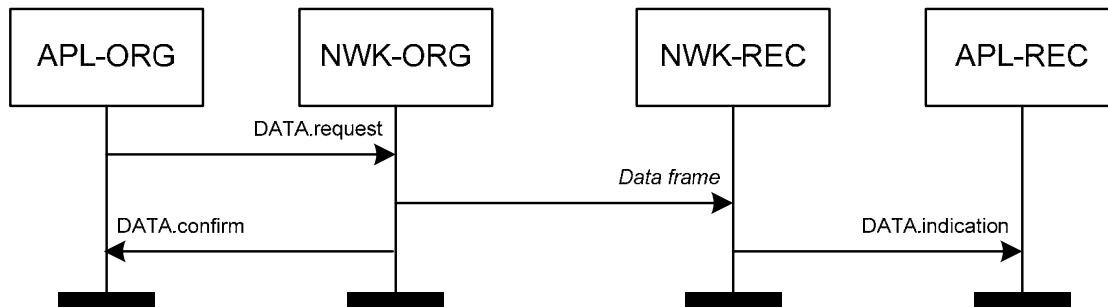 APL-ORG
NWK-ORG
NWK-REC
APL-REC
DATA.request
Data frame
DATA.confirm
DATA.indication